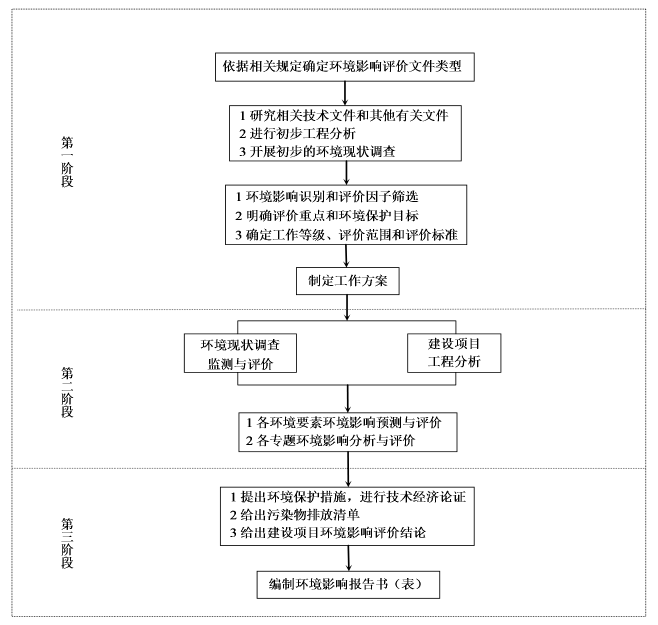 依据相关规定确定环境影响评价文件类型
1 研究相关技术文件和其他有关文件
2 进行初步工程分析
3 开展初步的环境现状调查
第一阶段
1 环境影响识别和评价因子筛选
2 明确评价重点和环境保护目标
3 确定工作等级、评价范围和评价标准
制定工作方案
环境现状调查
监测与评价
建设项目
工程分析
第二阶段
1 各环境要素环境影响预测与评价
2 各专题环境影响分析与评价
1 提出环境保护措施，进行技术经济论证
2 给出污染物排放清单
3 给出建设项目环境影响评价结论
第三阶段
编制环境影响报告书（表）